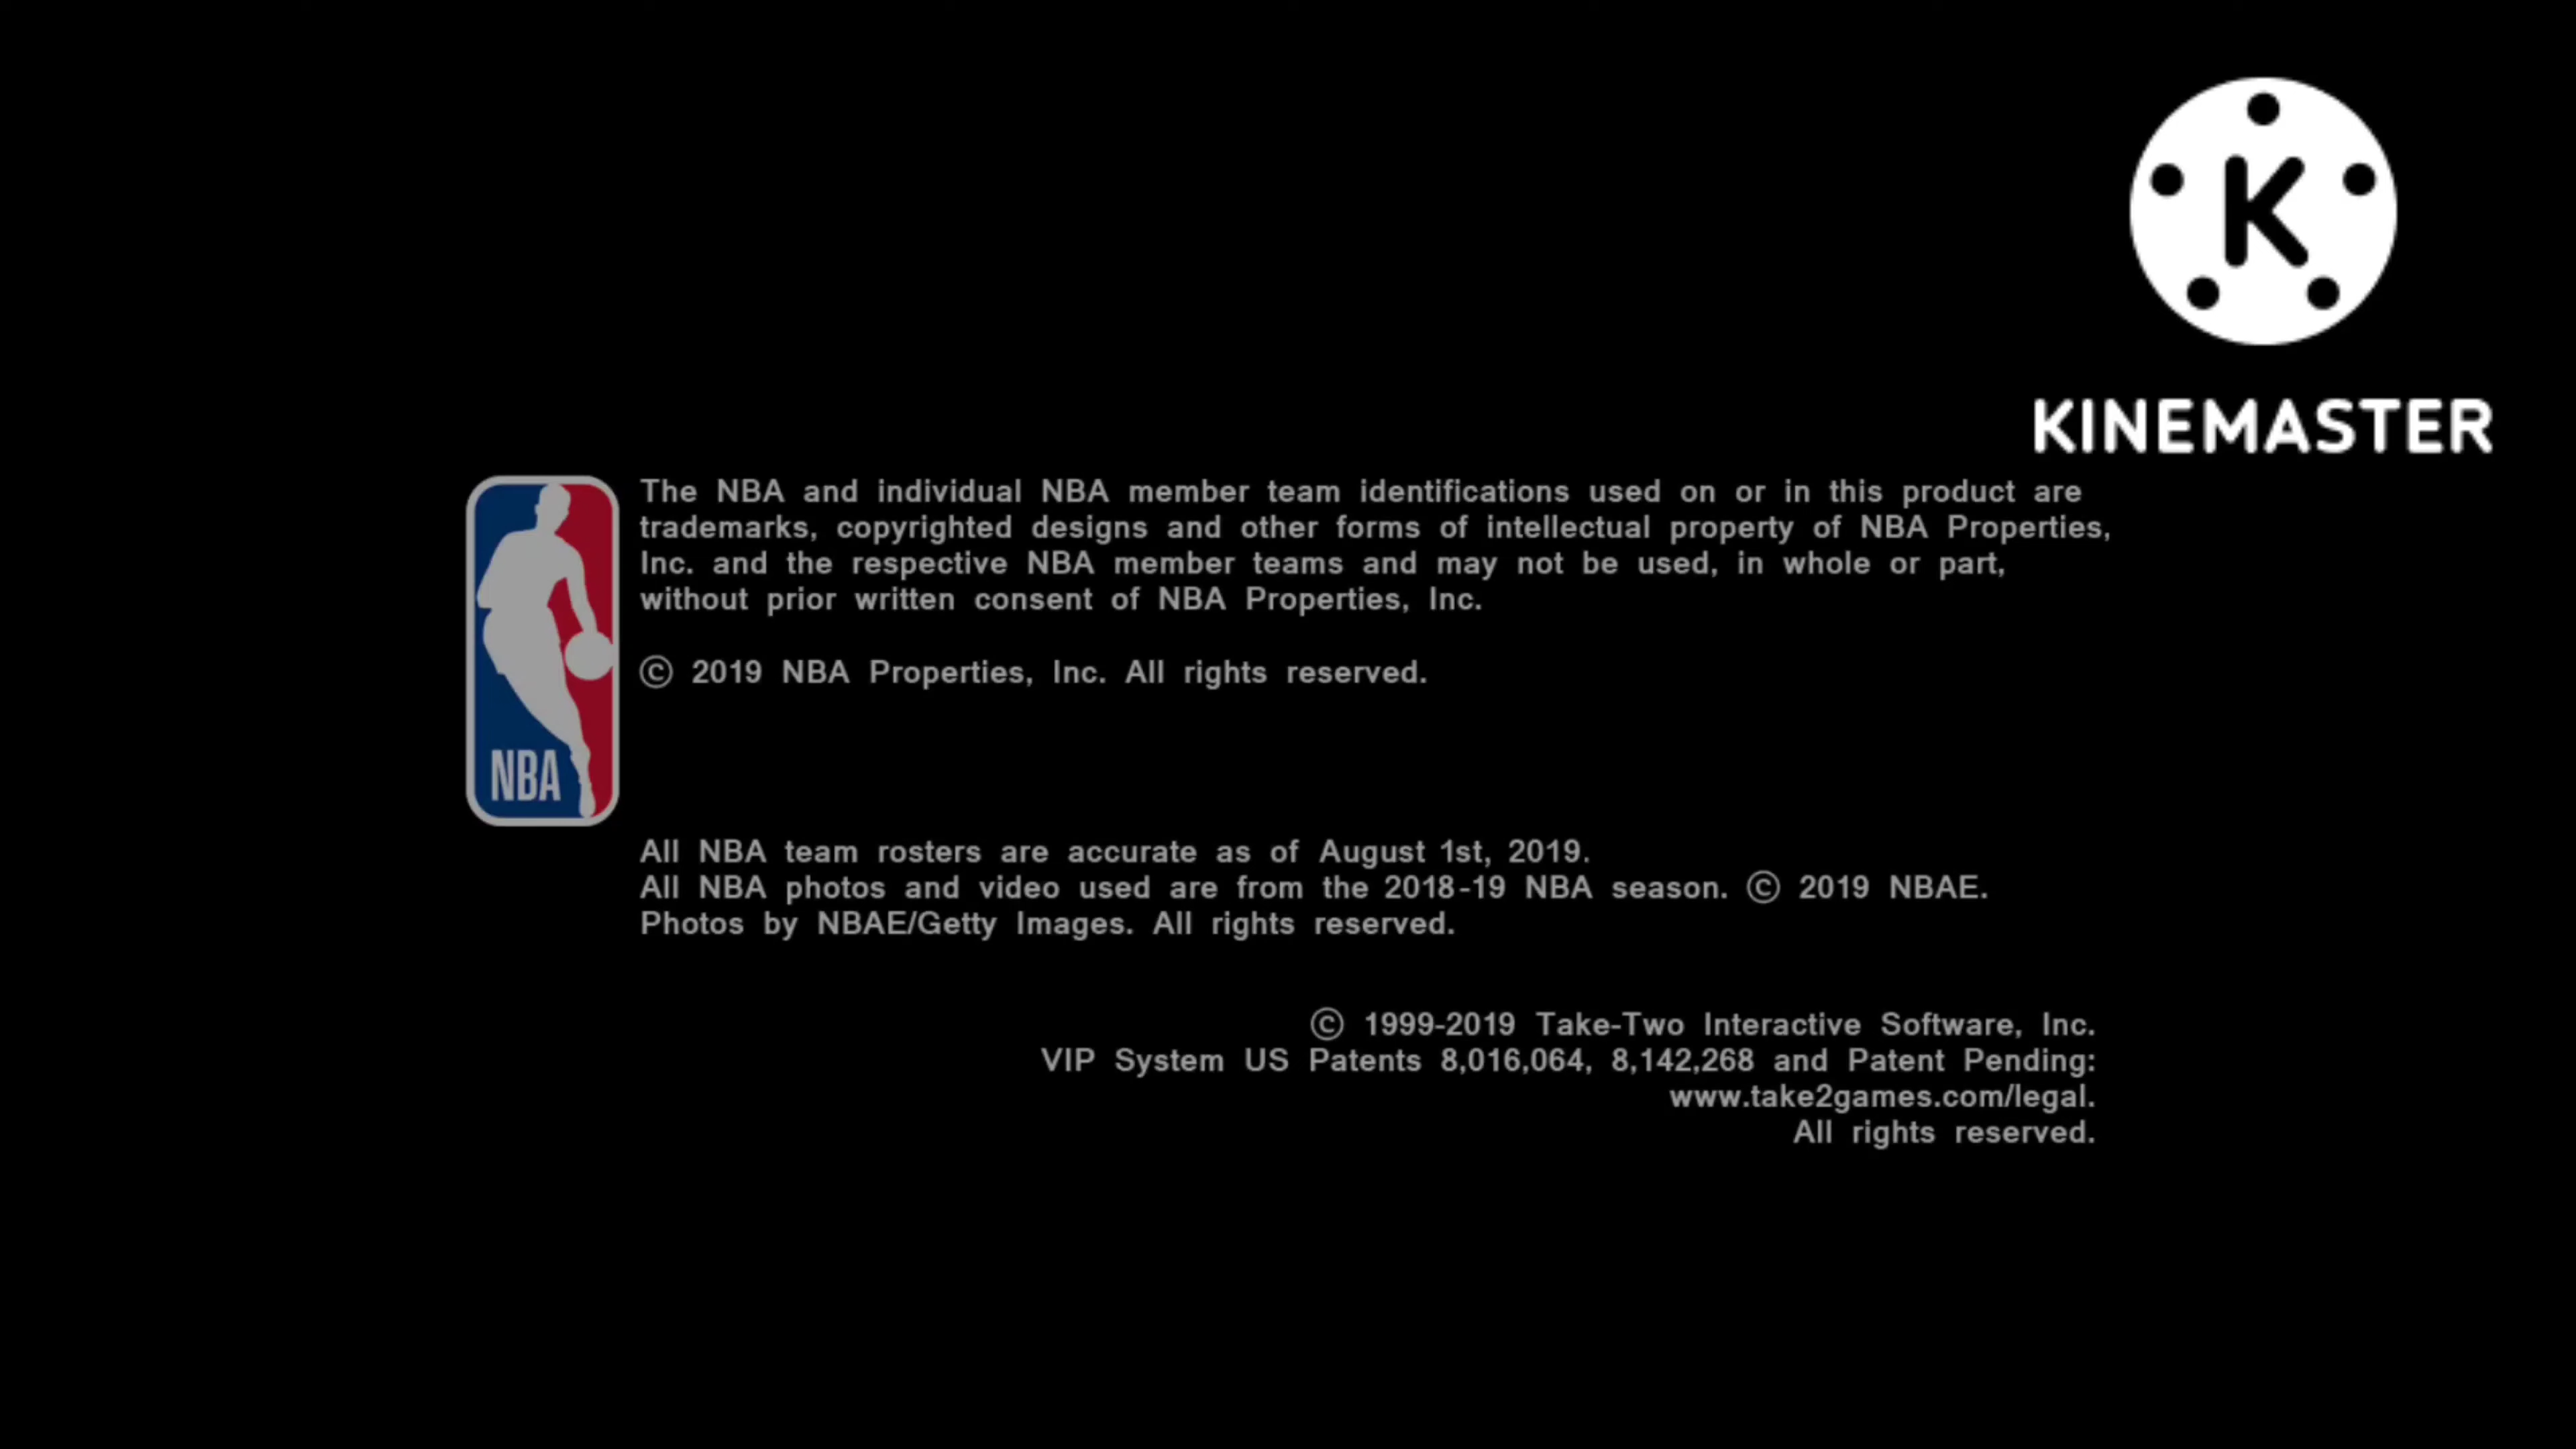 K
KINEMASTER
The NBA and individual NBA member team identifications used on or in this product are
trademarks, copyrighted designs and other forms of intellectual property of NBA Properties,
Inc. and the respective NBA member teams and may not be used, in whole or part,
without prior written consent of NBA Properties, Inc.
© 2019 NBA Properties, Inc. All rights reserved.
NBA
All NBA team rosters are accurate as of August 1st, 2019.
All NBA photos and video used are from the 2018-19 NBA season. © 2019 NBAE.
Photos by NBAE/Getty Images. All rights reserved.
© 1999-2019 Take-Two Interactive Software, Inc.
VIP System US Patents 8,016,064, 8,142,268 and Patent Pending:
www.take2games.com/legal.
All rights reserved.